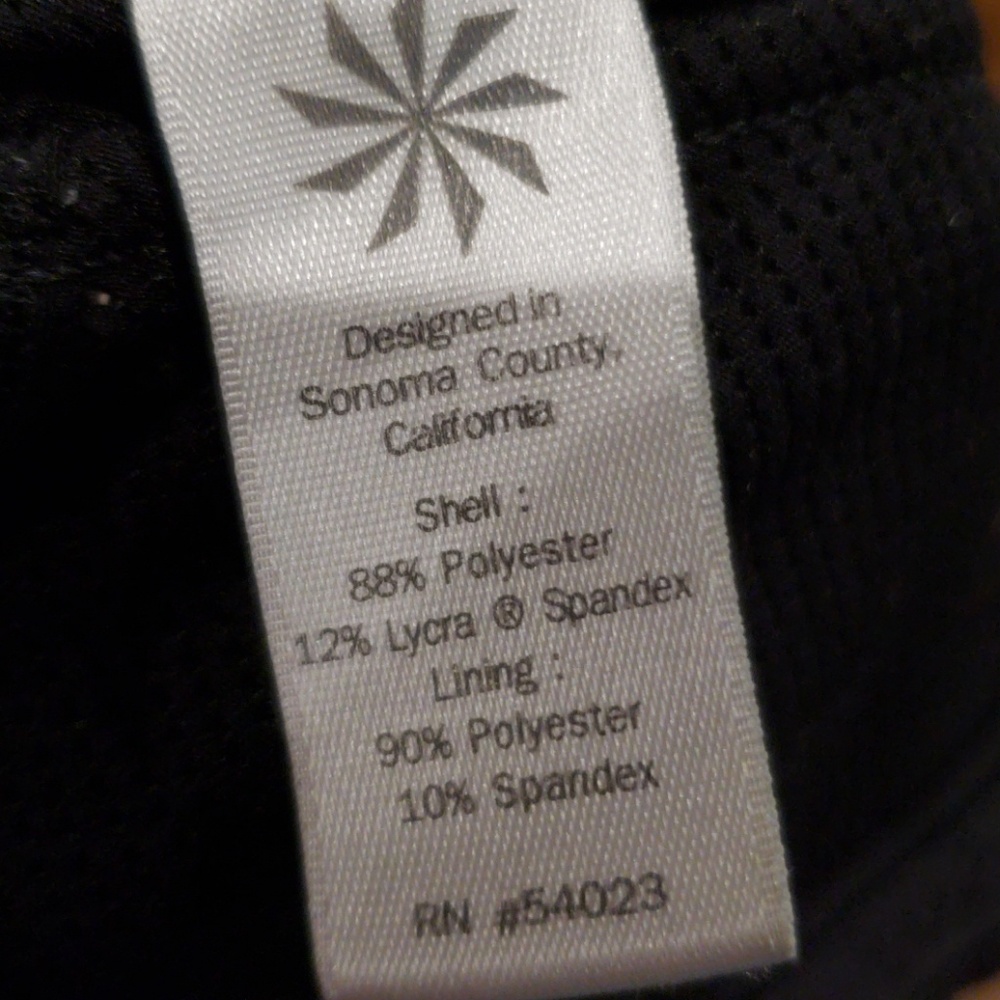 Designed in
Sonoma County,
California
Shell :
88% Polyester
12% Lycra ® Spandex
Lining :
90% Polyester
10% Spandex
RN #54023